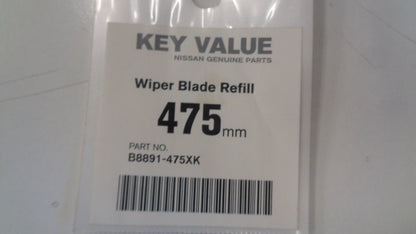 KEY VALUE
NISSAN GENUINE PARTS
Wiper Blade Refill
475mm
PART NO.
B8891-475XK